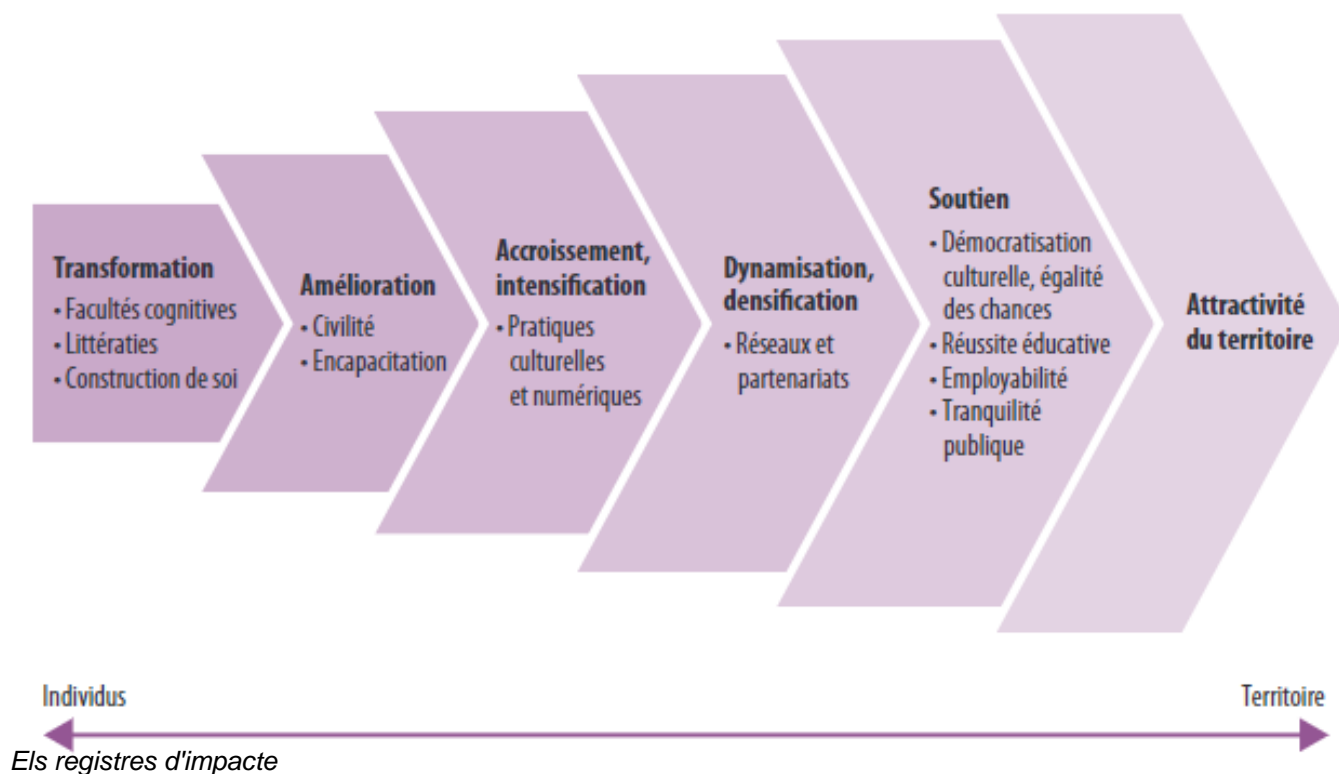 Transformation
• Facultés cognitives
• Littératies
• Construction de soi
Amélioration
• Civilité
• Encapacitation
Accroissement,
intensification
• Pratiques
culturelles
et numériques
Dynamisation,
densification
• Réseaux et
partenariats
Soutien
• Démocratisation
culturelle, égalité
des chances
• Réussite éducative
• Employabilité
• Tranquilité
publique
Attractivité
du territoire
Individus
Territoire
Els registres d'impacte